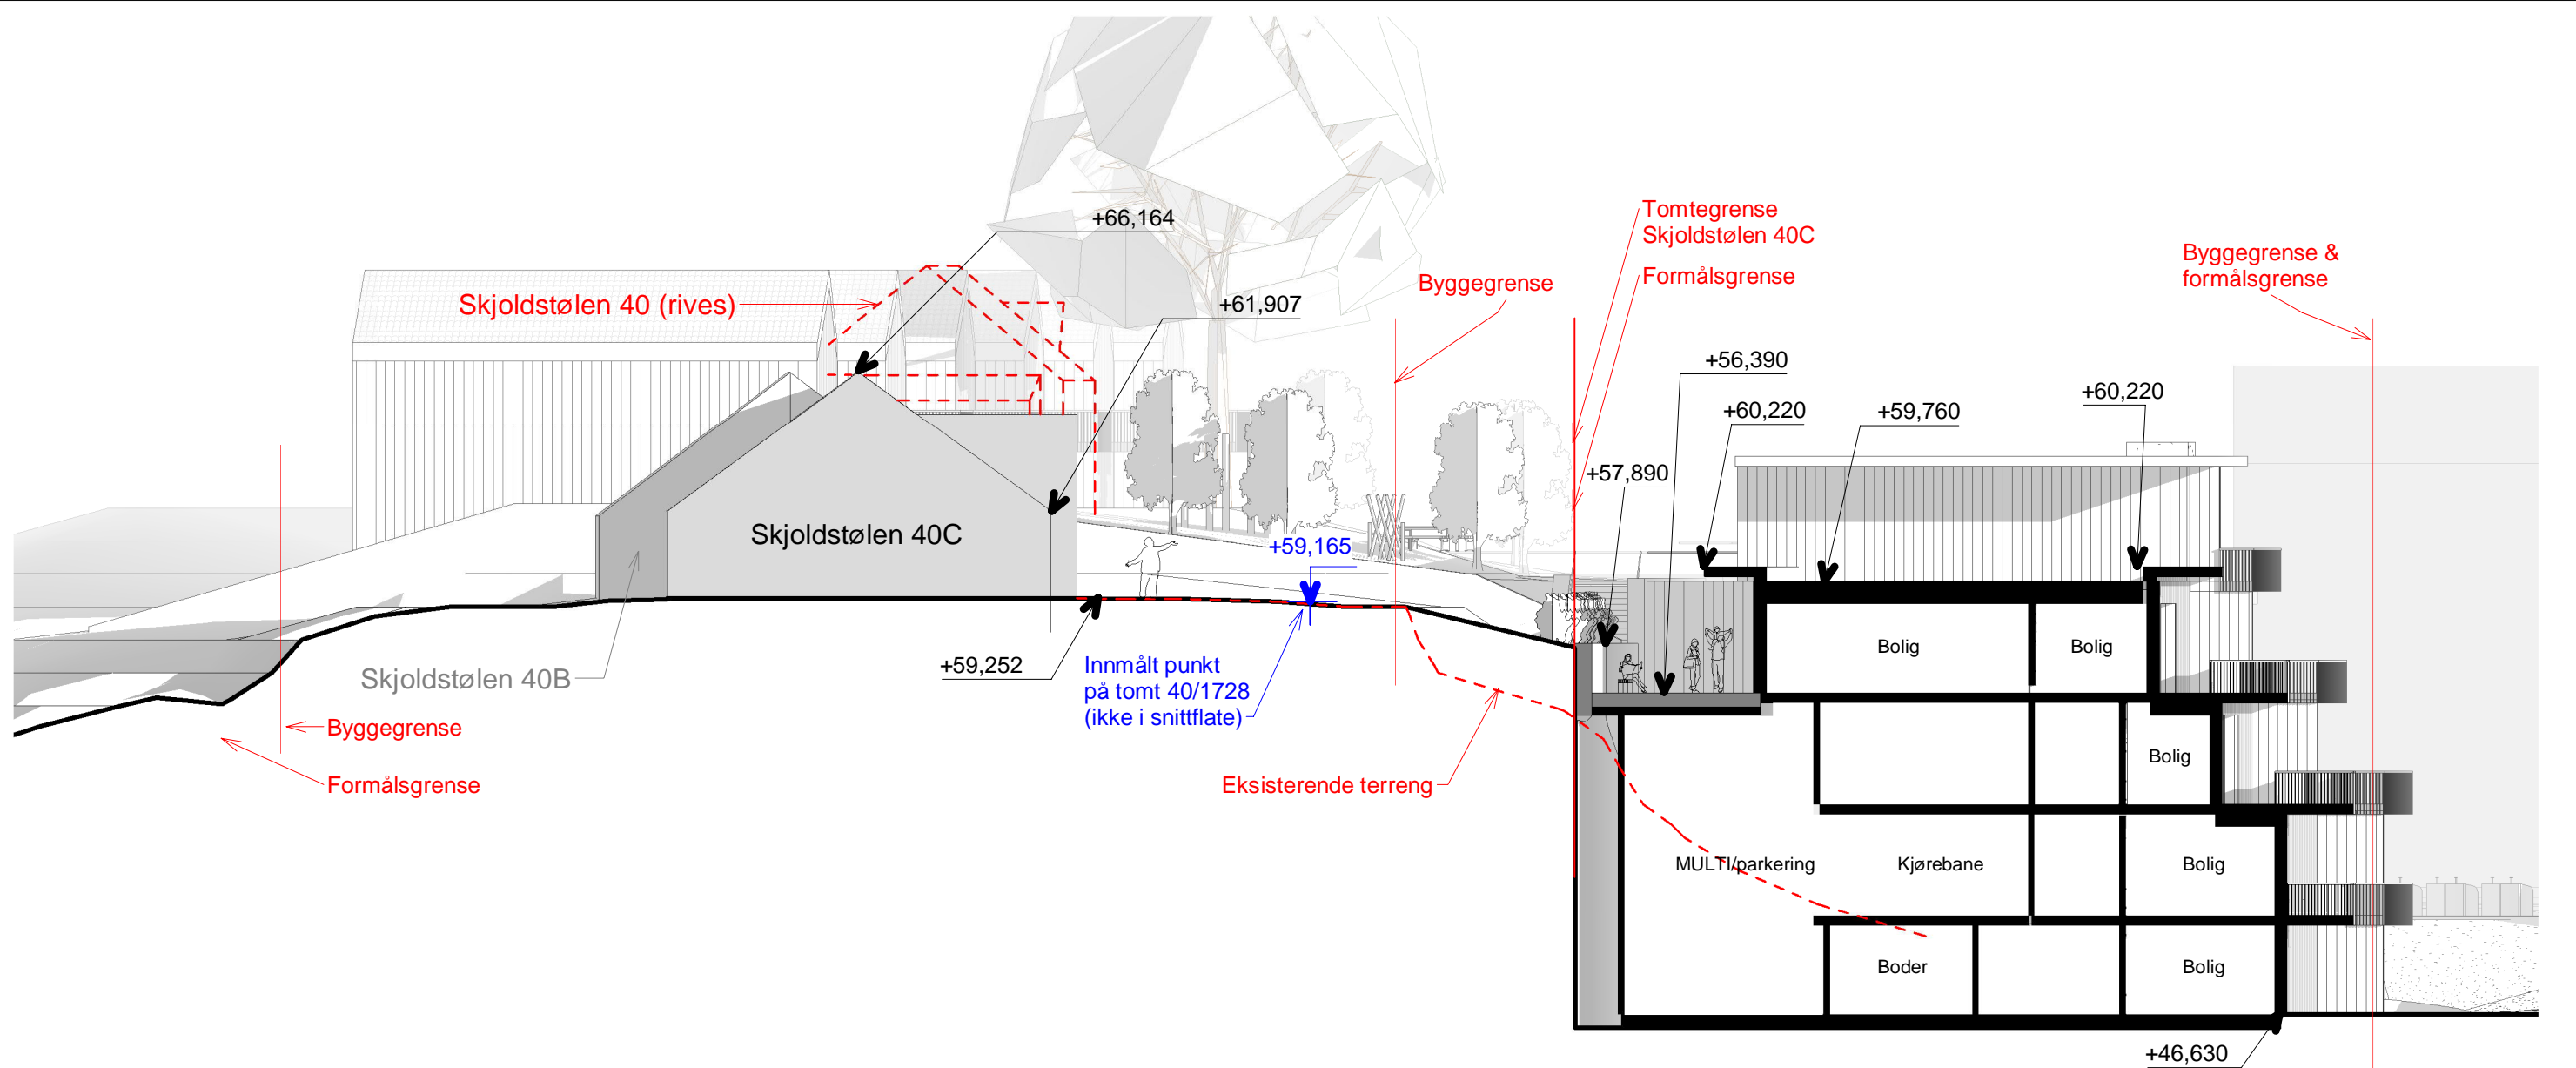 +66,164
Tomtegrense
Skjoldstølen 40C
Formålsgrense
Byggegrense &
formålsgrense
Byggegrense
Skjoldstølen 40 (rives)
+61,907
+56,390
+60,220
+59,760
+60,220
+57,890
Skjoldstølen 40C
+59,165
Skjoldstølen 40B
+59,252
Innmålt punkt
på tomt 40/1728
(ikke i snittflate)
Byggegrense
Formålsgrense
Eksisterende terreng
Bolig
Bolig
Bolig
MULTI/parkering
Kjørebane
Bolig
Boder
Bolig
+46,630